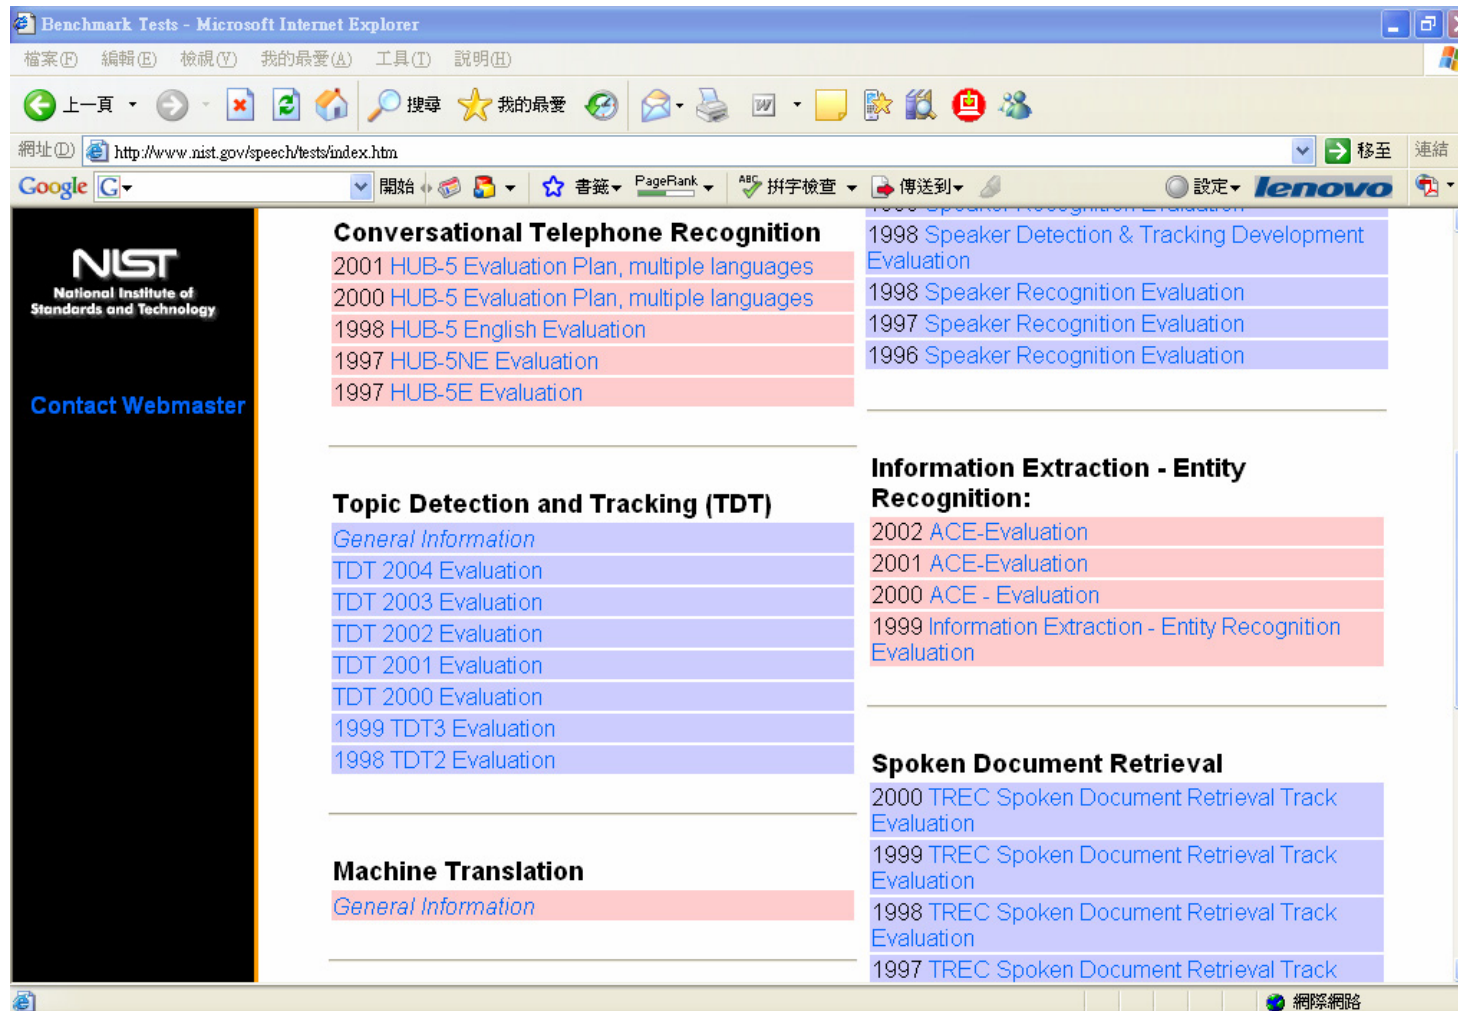 Benchmark Tests - Microsoft Internet Explorer
檔案(F) 編輯(E) 檢視(V) 我的最愛(A) 工具(T) 說明(H)
上一頁 搜尋 我的最愛
網址(D) http://www.nist.gov/speech/tests/index.htm 移至 連結
Google 開始 書籤 PageRank ABC 拼字檢查 傳送到 設定 lenovo
NIST
National Institute of
Standards and Technology
Contact Webmaster
Conversational Telephone Recognition
2001 HUB-5 Evaluation Plan, multiple languages
2000 HUB-5 Evaluation Plan, multiple languages
1998 HUB-5 English Evaluation
1997 HUB-5NE Evaluation
1997 HUB-5E Evaluation
Topic Detection and Tracking (TDT)
General Information
TDT 2004 Evaluation
TDT 2003 Evaluation
TDT 2002 Evaluation
TDT 2001 Evaluation
TDT 2000 Evaluation
1999 TDT3 Evaluation
1998 TDT2 Evaluation
Machine Translation
General Information
Speaker Recognition Evaluation
1998 Speaker Detection & Tracking Development
Evaluation
1998 Speaker Recognition Evaluation
1997 Speaker Recognition Evaluation
1996 Speaker Recognition Evaluation
Information Extraction - Entity
Recognition:
2002 ACE-Evaluation
2001 ACE-Evaluation
2000 ACE - Evaluation
1999 Information Extraction - Entity Recognition
Evaluation
Spoken Document Retrieval
2000 TREC Spoken Document Retrieval Track
Evaluation
1999 TREC Spoken Document Retrieval Track
Evaluation
1998 TREC Spoken Document Retrieval Track
Evaluation
1997 TREC Spoken Document Retrieval Track
網際網路